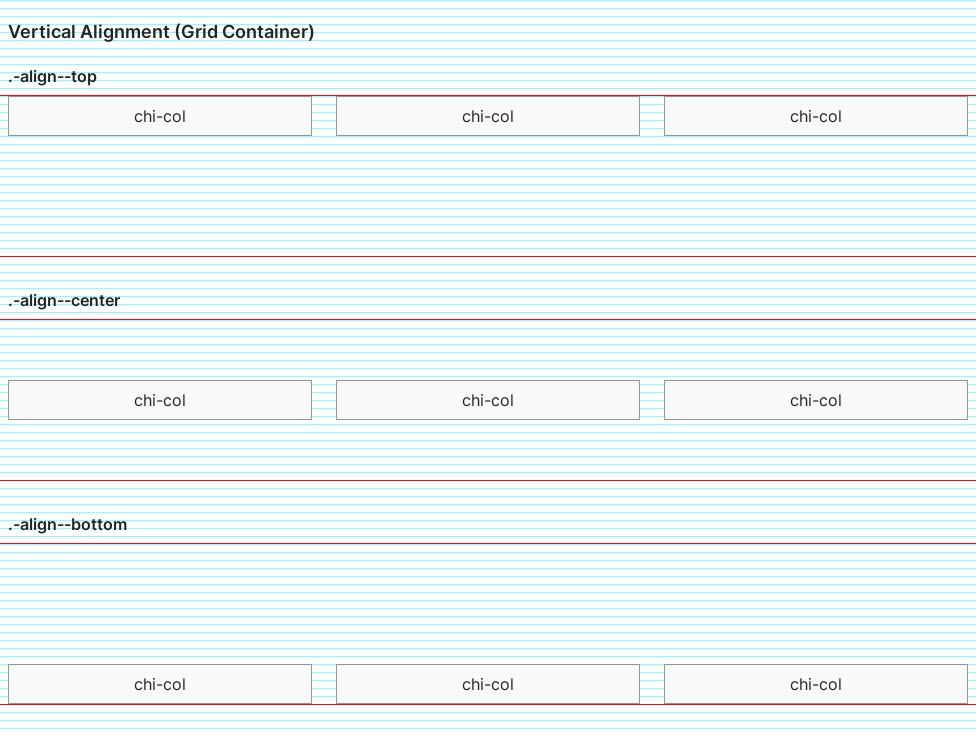 Vertical Alignment (Grid Container)
.-align--top
chi-col chi-col chi-col
.-align--center
chi-col chi-col chi-col
.-align--bottom
chi-col chi-col chi-col